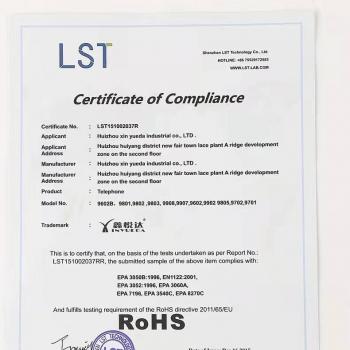 LST
Shenzhen LST Technology Co., Ltd.
HOTLINE: +86 75529172985
WWW.LST-LAB.COM
Certificate of Compliance
Certificate No. : LST151002037R
Applicant : Huizhou xin yueda industrial co., LTD .
Applicant Address : Huizhou huiyang district new fair town lace plant A ridge development
zone on the second floor
Manufacturer : Huizhou xin yueda industrial co., LTD .
Manufacturer Address : Huizhou huiyang district new fair town lace plant A ridge development
zone on the second floor
Product : Telephone
Model No. : 9602B、9801,9802 ,9803, 9908,9907,9602,9902 9805,9702,9701
Trademark : 鑫悦达
INYUEDA
This is to certify that, on the basis of the tests undertaken as per Report No.:
LST151002037RR, the submitted sample of the above item complies with:
EPA 3050B:1996, EN1122:2001,
EPA 3052:1996, EPA 3060A,
EPA 7196, EPA 3540C, EPA 8270C
And fulfills testing requirement of the RoHS directive 2011/65/EU
RoHS
LST